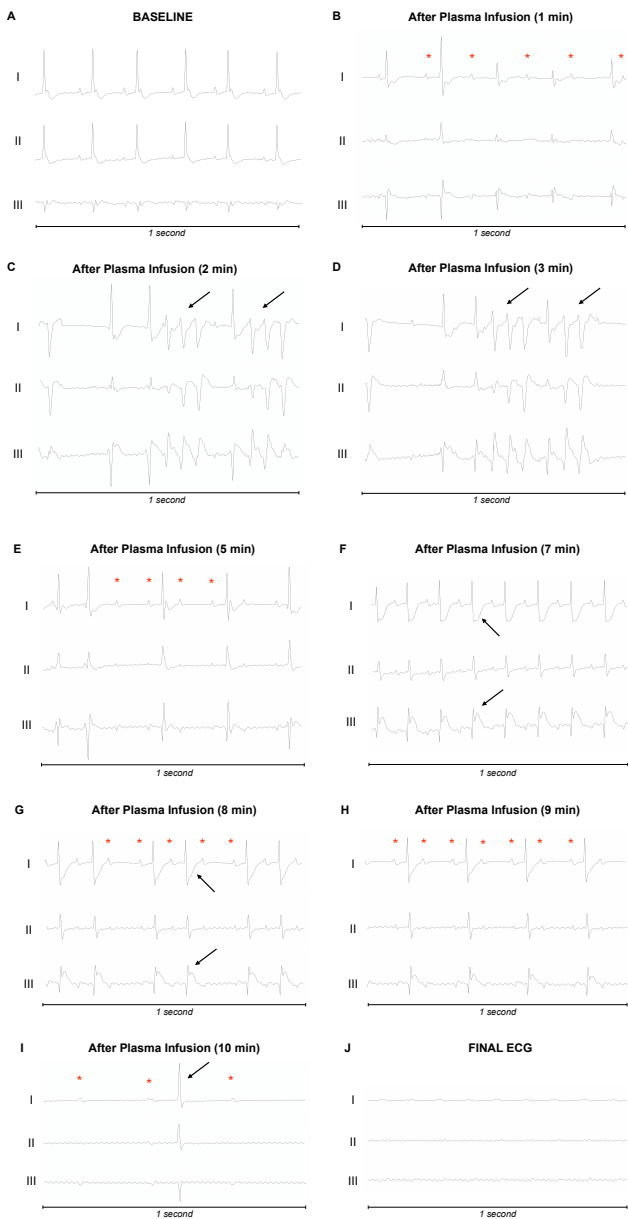 A BASELINE
I
II
III
1 second
B After Plasma Infusion (1 min)
* * * * *
I
II
III
1 second
C After Plasma Infusion (2 min)
I
II
III
1 second
D After Plasma Infusion (3 min)
I
II
III
1 second
E After Plasma Infusion (5 min)
* * * *
I
II
III
1 second
F After Plasma Infusion (7 min)
I
II
III
1 second
G After Plasma Infusion (8 min)
* * * * *
I
II
III
1 second
H After Plasma Infusion (9 min)
* * * * * * *
I
II
III
1 second
I After Plasma Infusion (10 min)
* * *
I
II
III
1 second
J FINAL ECG
I
II
III
1 second